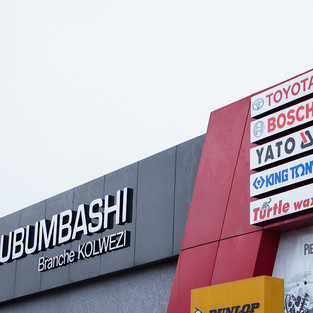 UBUMBASHI
Branche KOLWEZI
TOYOTA
BOSCH
YATO
KING TONY
Turtle wax
DUNLOP